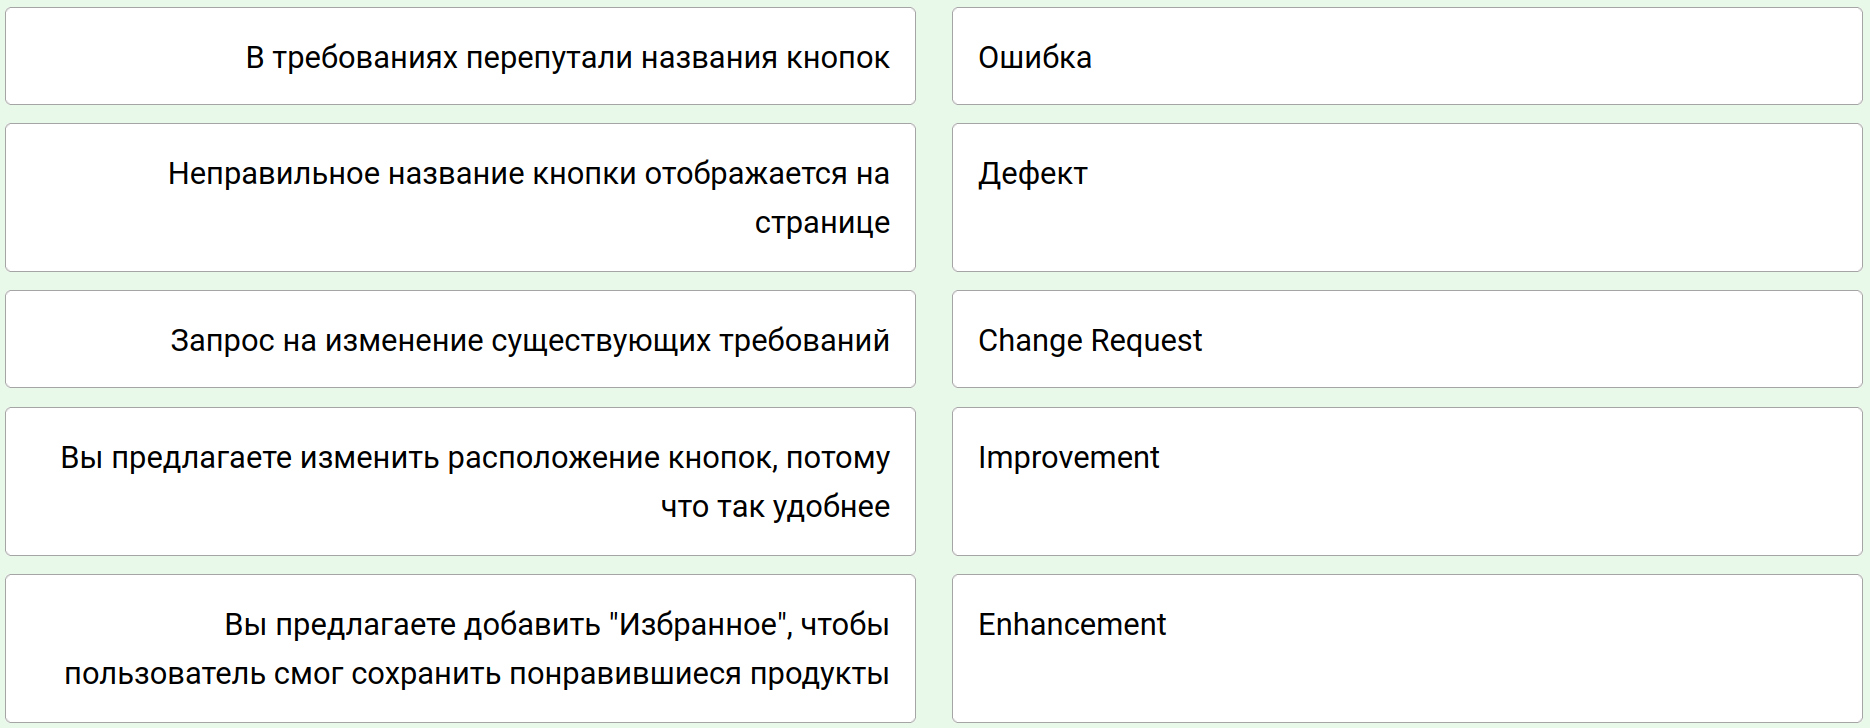 В требованиях перепутали названия кнопок
Ошибка
Неправильное название кнопки отображается на
странице
Дефект
Запрос на изменение существующих требований
Change Request
Вы предлагаете изменить расположение кнопок, потому
что так удобнее
Improvement
Вы предлагаете добавить "Избранное", чтобы
пользователь смог сохранить понравившиеся продукты
Enhancement